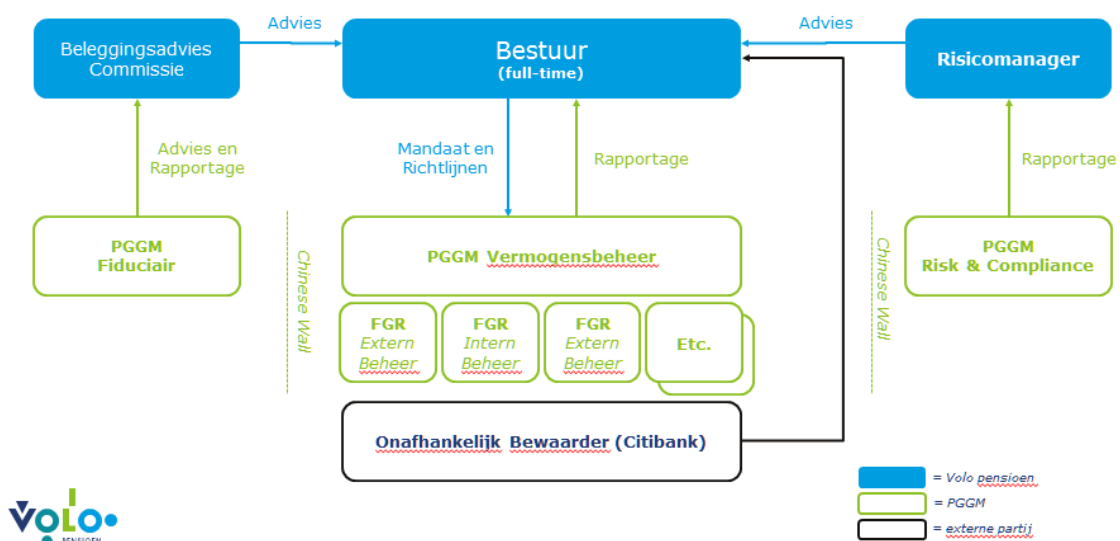 Advies
Advies
Beleggingsadvies
Commissie
Bestuur
(full-time)
Risicomanager
Advies en
Rapportage
Mandaat en
Richtlijnen
Rapportage
Rapportage
PGGM
Fiduciair
Chinese Wall
PGGM Vermogensbeheer
Chinese Wall
PGGM
Risk & Compliance
FGR
Extern
Beheer
FGR
Intern
Beheer
FGR
Extern
Beheer
Etc.
Onafhankelijk Bewaarder (Citibank)
= Volo pensioen
= PGGM
= externe partij
VOLO
PENSIOEN